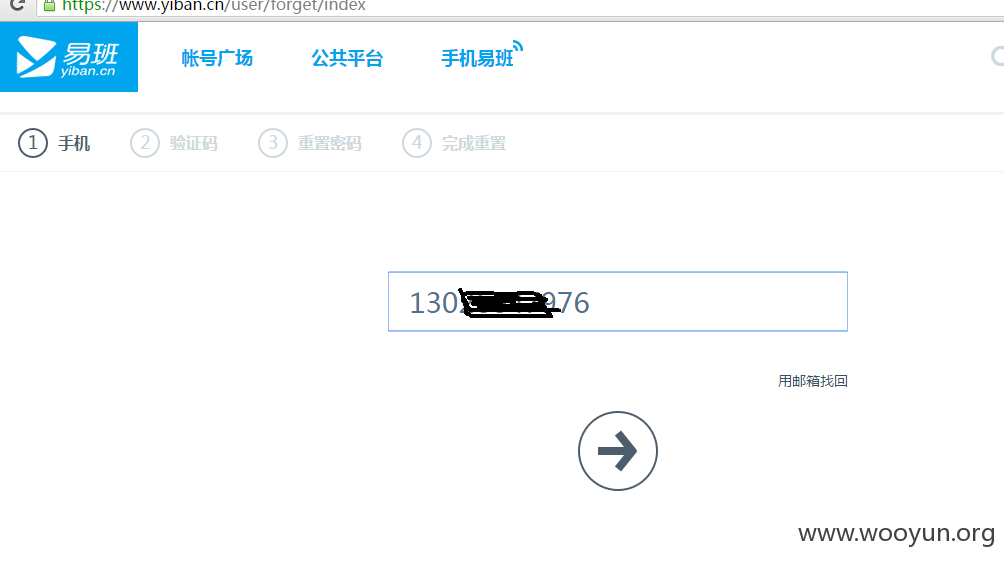 https://www.yiban.cn/user/forget/index
易班
yiban.cn
帐号广场 公共平台 手机易班
1 手机 2 验证码 3 重置密码 4 完成重置
130 976
用邮箱找回
www.wooyun.org